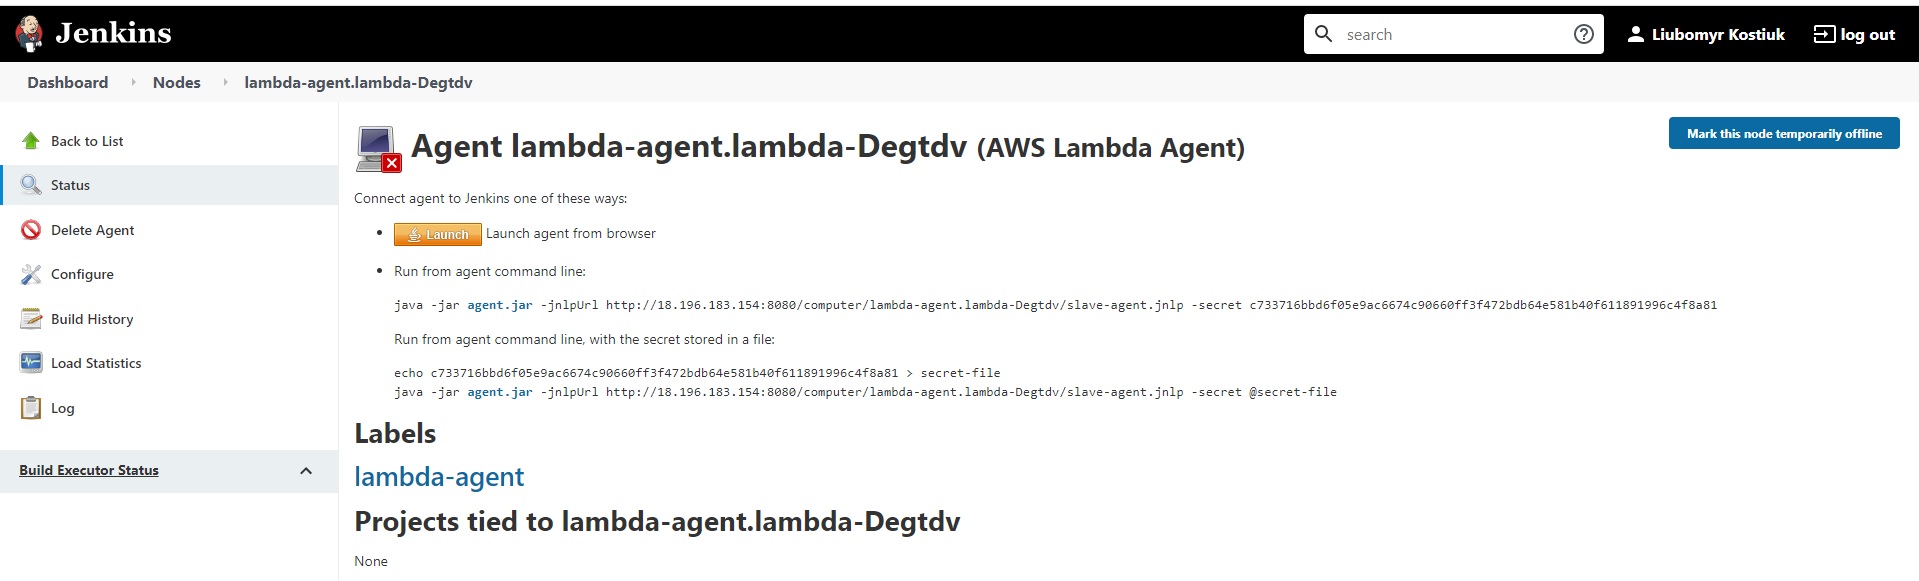 Jenkins
search
Liubomyr Kostiuk
log out
Dashboard
Nodes
lambda-agent.lambda-Degtdv
Back to List
Status
Delete Agent
Configure
Build History
Load Statistics
Log
Build Executor Status
Agent lambda-agent.lambda-Degtdv (AWS Lambda Agent)
Mark this node temporarily offline
Connect agent to Jenkins one of these ways:
Launch Launch agent from browser
Run from agent command line:
java -jar agent.jar -jnlpUrl http://18.196.183.154:8080/computer/lambda-agent.lambda-Degtdv/slave-agent.jnlp -secret c733716bbd6f05e9ac6674c90660ff3f472bdb64e581b40f611891996c4f8a81
Run from agent command line, with the secret stored in a file:
echo c733716bbd6f05e9ac6674c90660ff3f472bdb64e581b40f611891996c4f8a81 > secret-file
java -jar agent.jar -jnlpUrl http://18.196.183.154:8080/computer/lambda-agent.lambda-Degtdv/slave-agent.jnlp -secret @secret-file
Labels
lambda-agent
Projects tied to lambda-agent.lambda-Degtdv
None